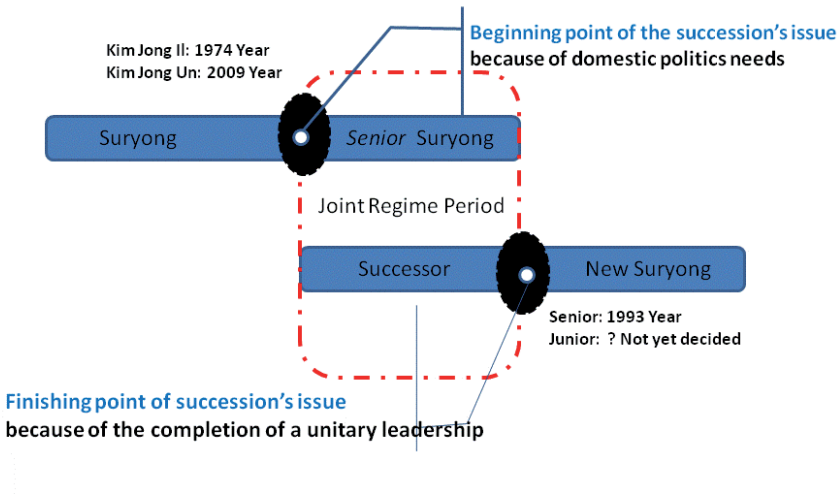 Beginning point of the succession's issue
because of domestic politics needs
Kim Jong Il: 1974 Year
Kim Jong Un: 2009 Year
Suryong
Senior Suryong
Joint Regime Period
Successor
New Suryong
Senior: 1993 Year
Junior: ? Not yet decided
Finishing point of succession's issue
because of the completion of a unitary leadership